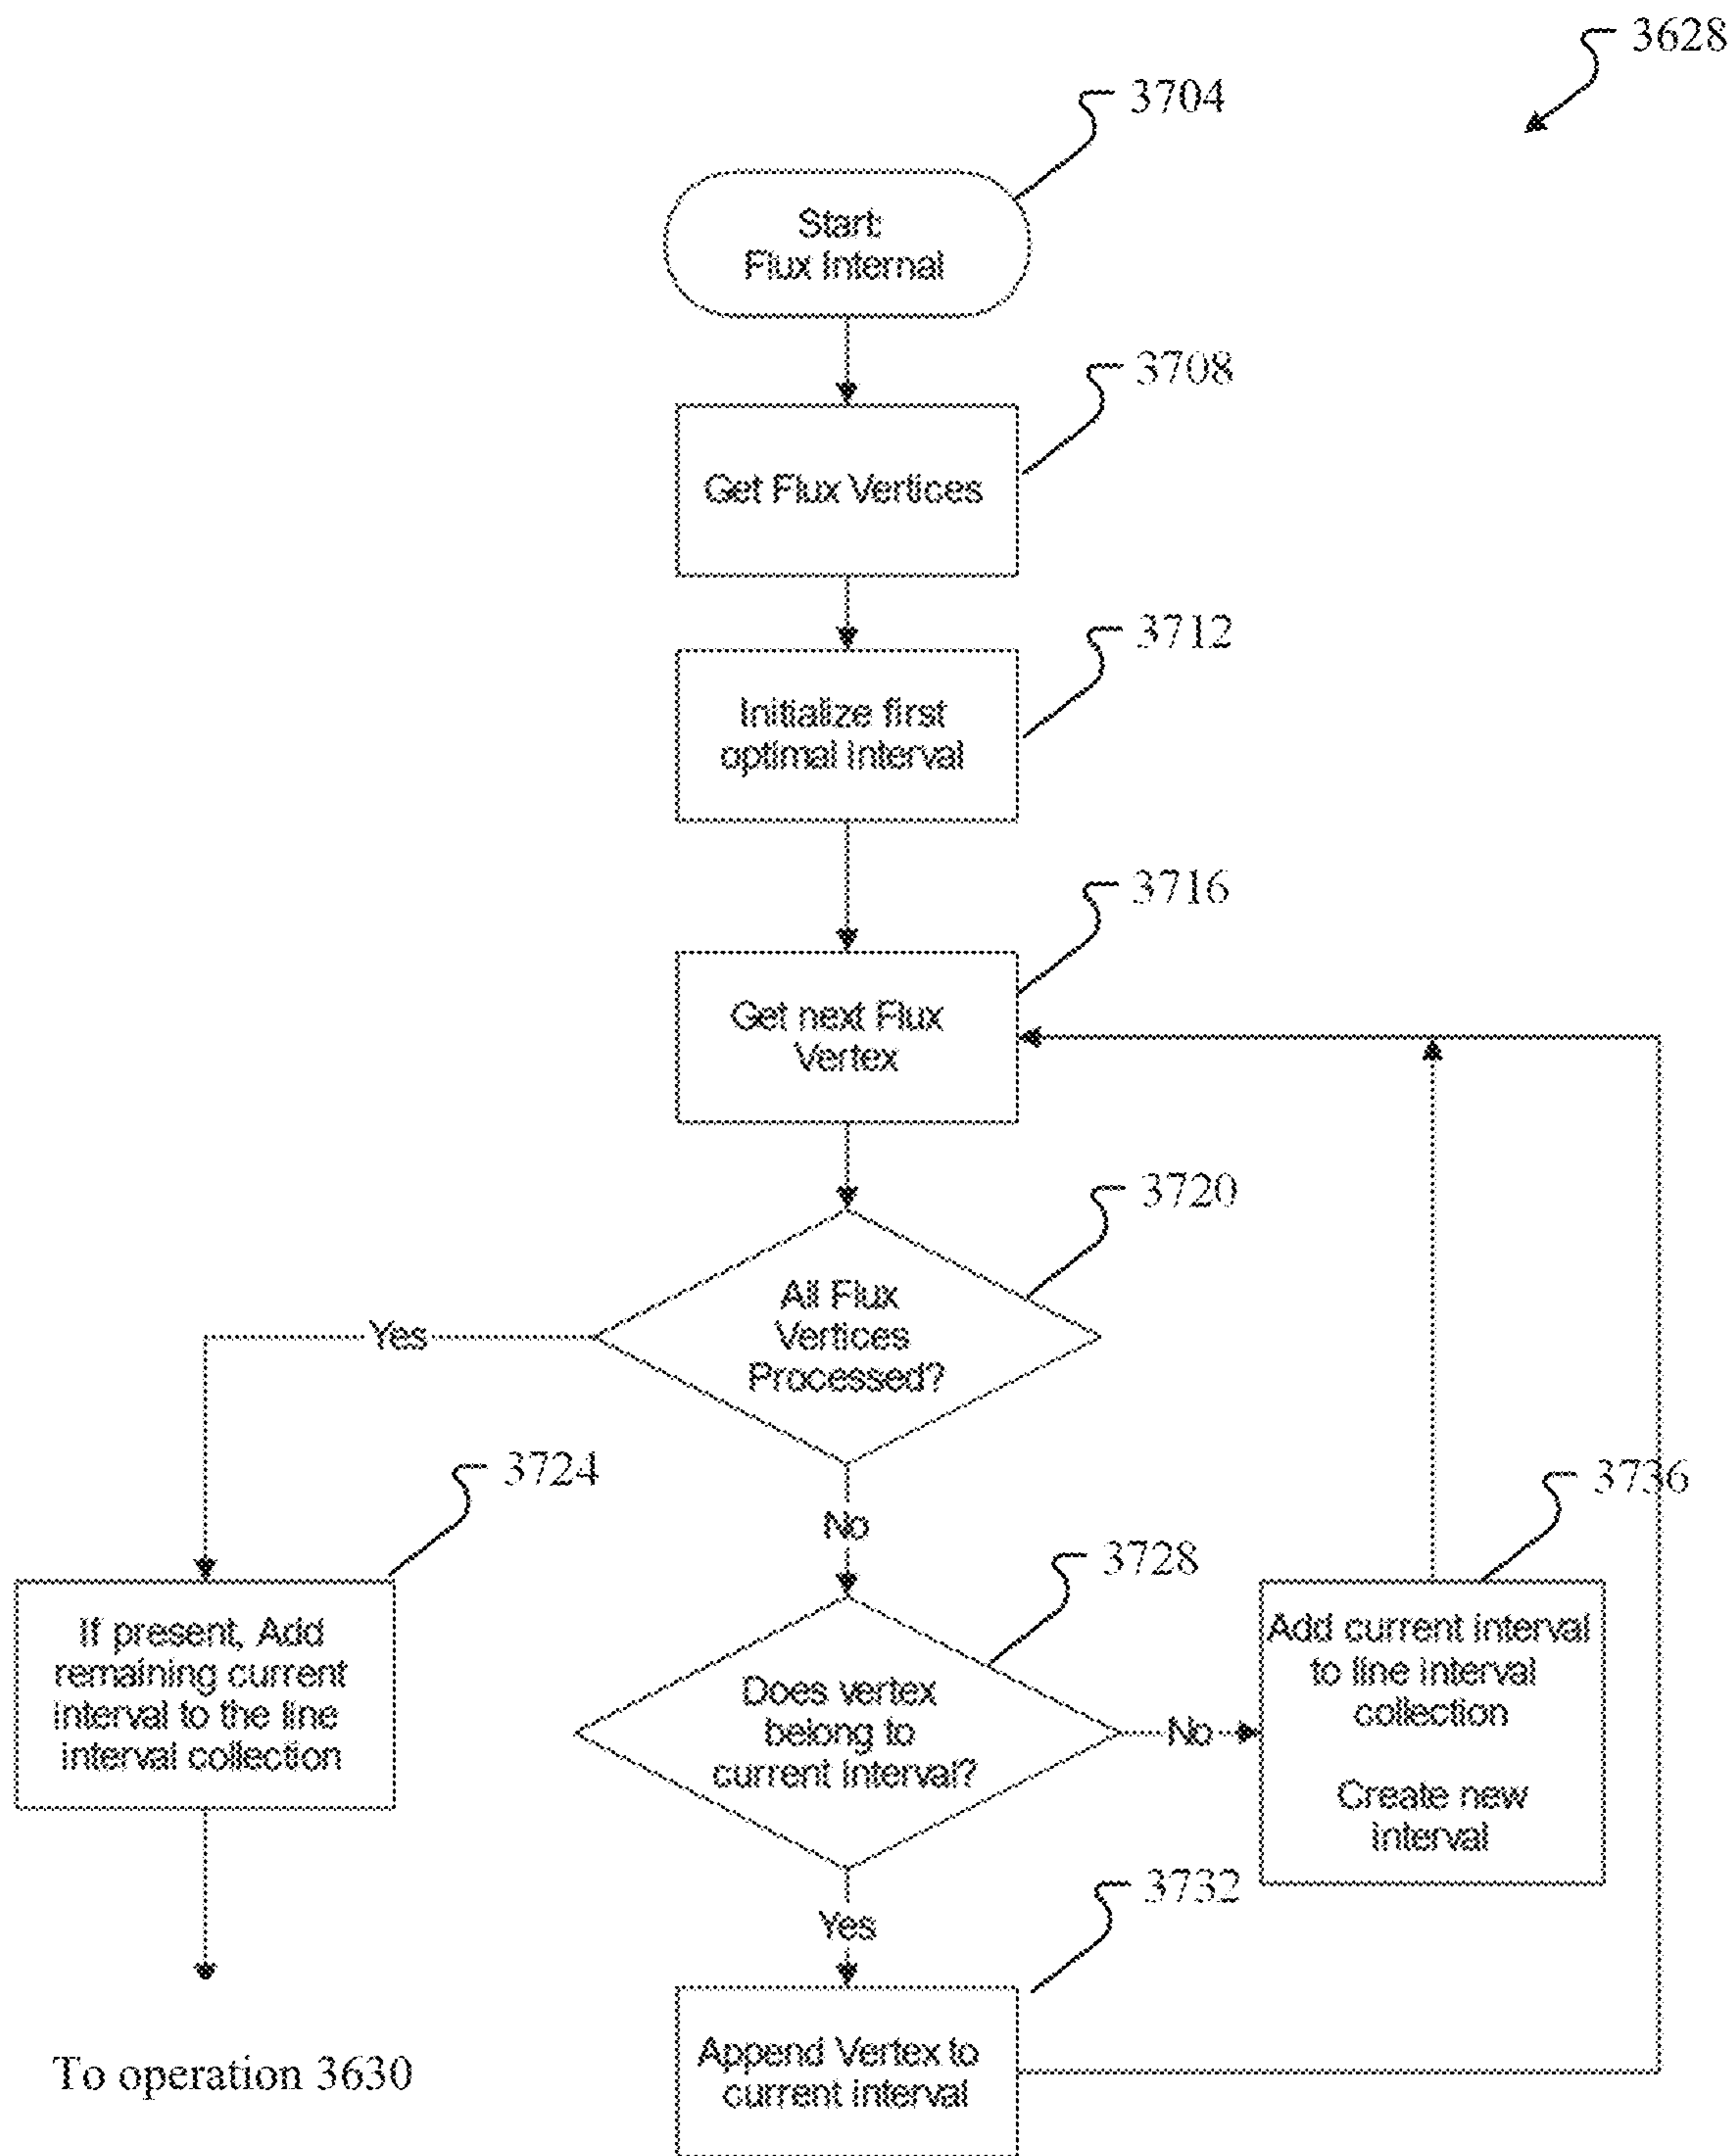 3628
3704
Start:
Flux Internal
3708
Get Flux Vertices
3712
Initialize first
optimal interval
3716
Get next Flux
Vertex
3720
All Flux
Vertices
Processed?
Yes
No
3724
If present, Add
remaining current
interval to the line
interval collection
3728
Does vertex
belong to
current interval?
No
3736
Add current interval
to line interval
collection
Create new
interval
Yes
3732
Append Vertex to
current interval
To operation 3630